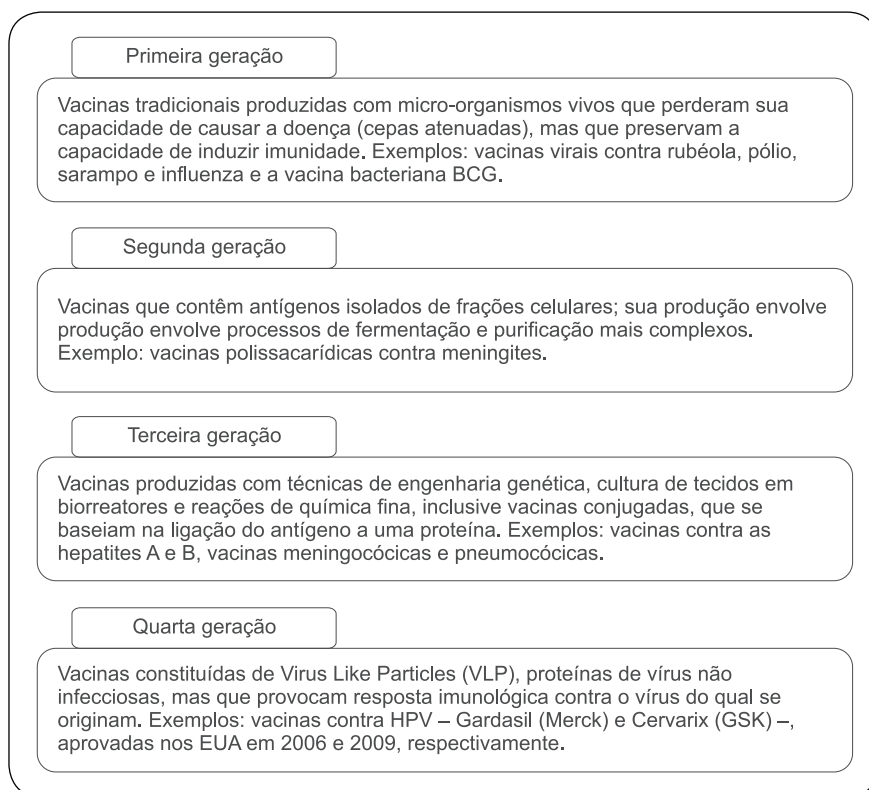 Primeira geração
Vacinas tradicionais produzidas com micro-organismos vivos que perderam sua
capacidade de causar a doença (cepas atenuadas), mas que preservam a
capacidade de induzir imunidade. Exemplos: vacinas virais contra rubéola, pólio,
sarampo e influenza e a vacina bacteriana BCG.
Segunda geração
Vacinas que contêm antígenos isolados de frações celulares; sua produção envolve
produção envolve processos de fermentação e purificação mais complexos.
Exemplo: vacinas polissacarídicas contra meningites.
Terceira geração
Vacinas produzidas com técnicas de engenharia genética, cultura de tecidos em
biorreatores e reações de química fina, inclusive vacinas conjugadas, que se
baseiam na ligação do antígeno a uma proteína. Exemplos: vacinas contra as
hepatites A e B, vacinas meningocócicas e pneumocócicas.
Quarta geração
Vacinas constituídas de Virus Like Particles (VLP), proteínas de vírus não
infecciosas, mas que provocam resposta imunológica contra o vírus do qual se
originam. Exemplos: vacinas contra HPV – Gardasil (Merck) e Cervarix (GSK) –,
aprovadas nos EUA em 2006 e 2009, respectivamente.